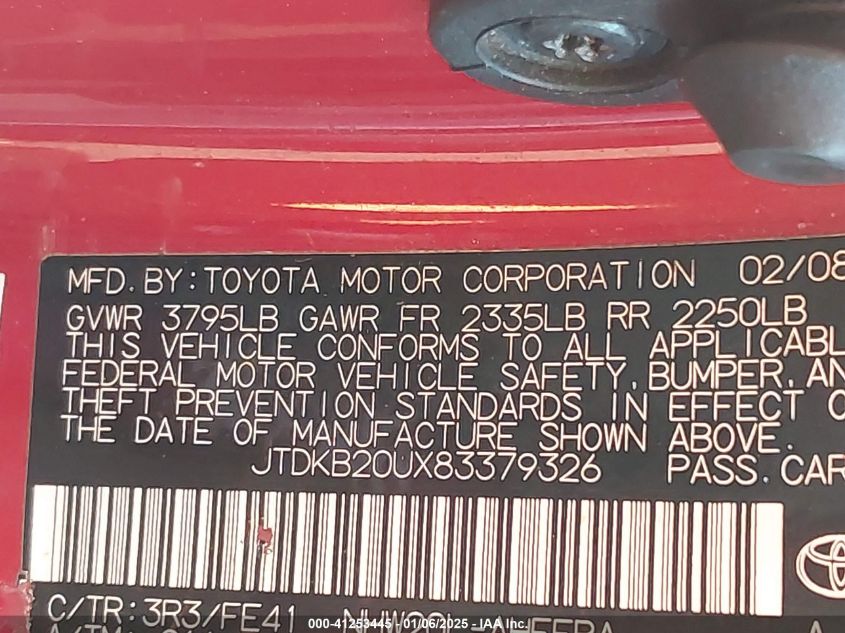 MFD. BY: TOYOTA MOTOR CORPORATION 02/08
GVWR 3795LB GAWR FR 2335LB RR 2250LB
THIS VEHICLE CONFORMS TO ALL APPLICABL
FEDERAL MOTOR VEHICLE SAFETY, BUMPER, AN
THEFT PREVENTION STANDARDS IN EFFECT O
THE DATE OF MANUFACTURE SHOWN ABOVE.
JTDKB20UX83379326 PASS. CAR
C/TR: 3R3/FE41
000-41253445 - 01/06/2025 - IAA Inc.